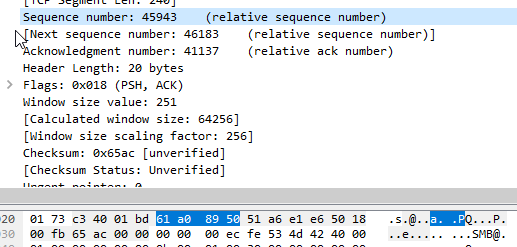 [TCP Segment Len: 240]
Sequence number: 45943    (relative sequence number)
[Next sequence number: 46183    (relative sequence number)]
Acknowledgment number: 41137    (relative ack number)
Header Length: 20 bytes
Flags: 0x018 (PSH, ACK)
Window size value: 251
[Calculated window size: 64256]
[Window size scaling factor: 256]
Checksum: 0x65ac [unverified]
[Checksum Status: Unverified]
Urgent pointer: 0
020 01 73 c3 40 01 bd 61 a0 89 50 51 a6 e1 e6 50 18 .s.@..a. .PQ...P.
030 00 fb 65 ac 00 00 00 00 00 ec fe 53 4d 42 40 00 ..e..... ...SMB@.